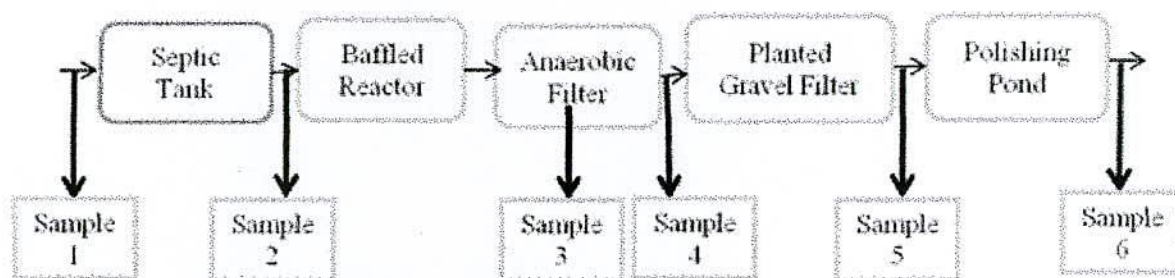 Septic
Tank
Baffled
Reactor
Anaerobic
Filter
Planted
Gravel Filter
Polishing
Pond
Sample
1
Sample
2
Sample
3
Sample
4
Sample
5
Sample
6